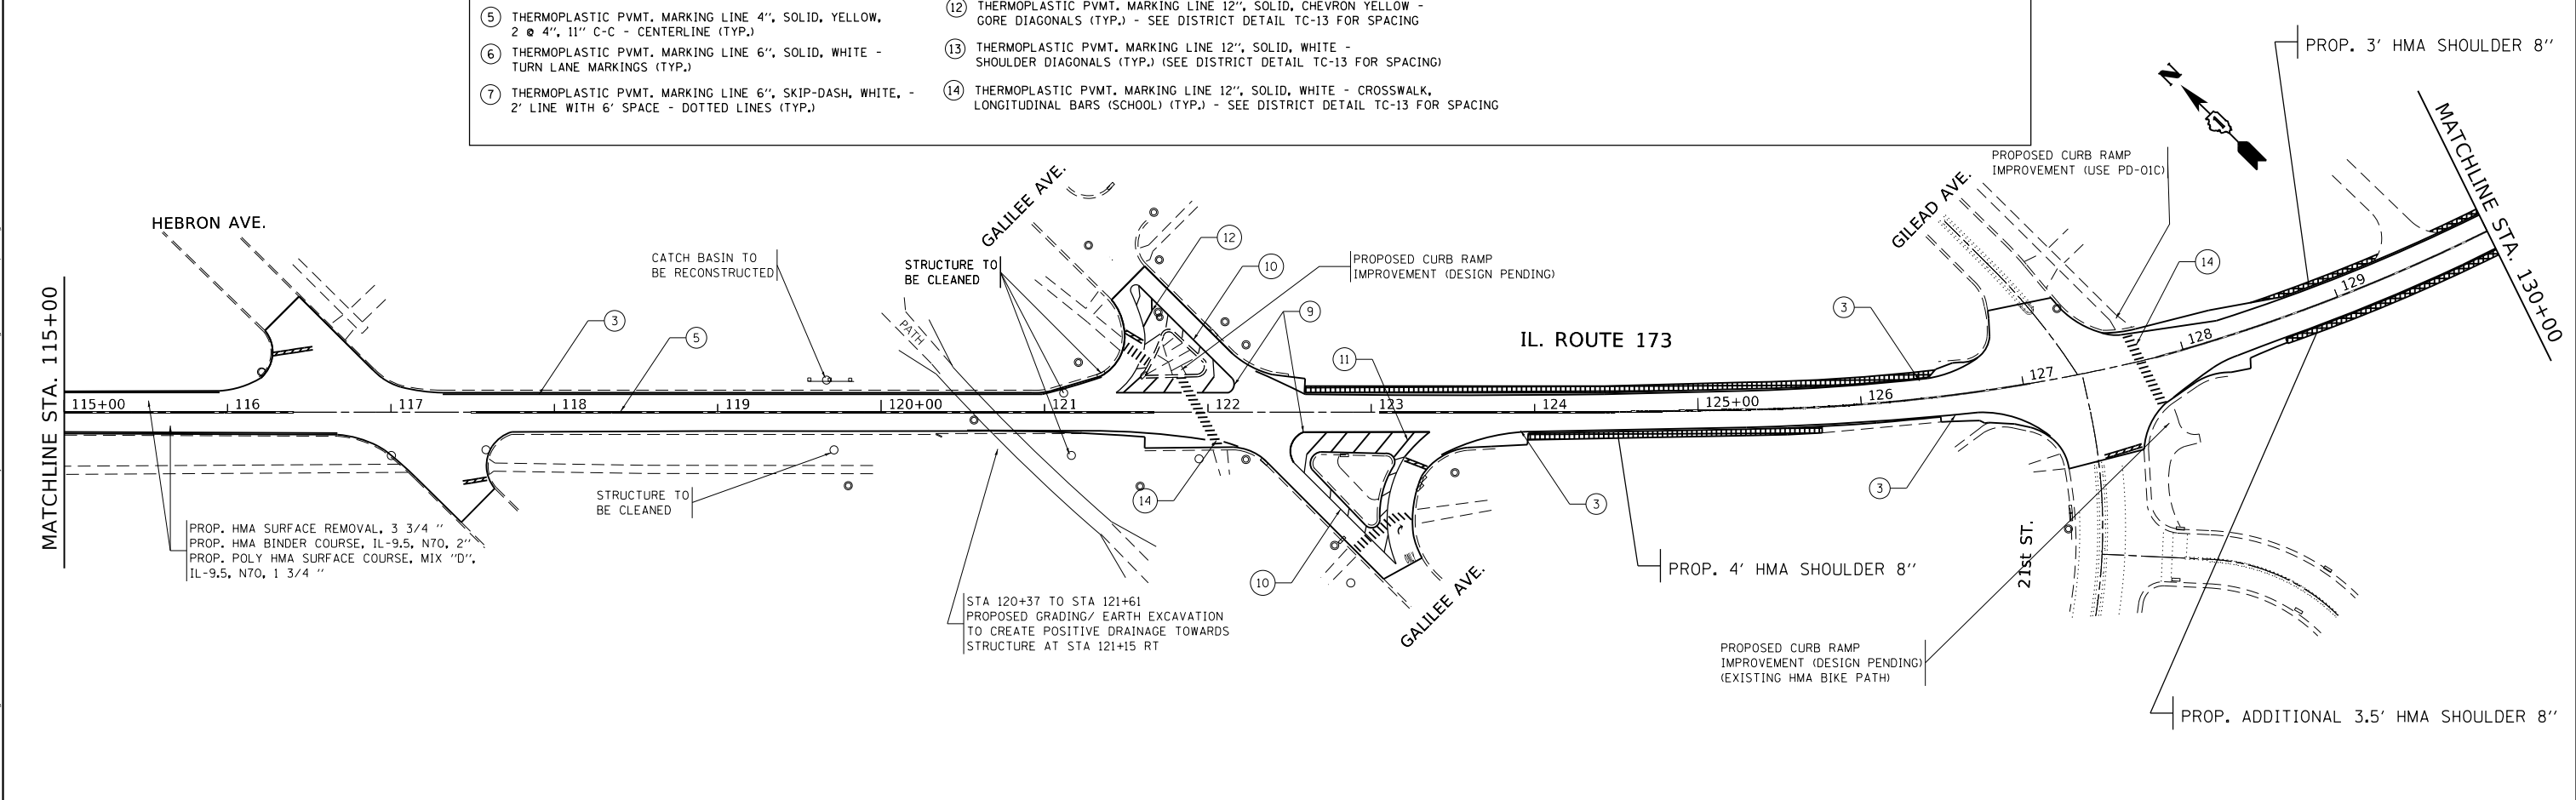 5 THERMOPLASTIC PVMT. MARKING LINE 4", SOLID, YELLOW,
2 @ 4", 11" C-C - CENTERLINE (TYP.)
6 THERMOPLASTIC PVMT. MARKING LINE 6", SOLID, WHITE -
TURN LANE MARKINGS (TYP.)
7 THERMOPLASTIC PVMT. MARKING LINE 6", SKIP-DASH, WHITE, -
2' LINE WITH 6' SPACE - DOTTED LINES (TYP.)
12 THERMOPLASTIC PVMT. MARKING LINE 12", SOLID, CHEVRON YELLOW -
GORE DIAGONALS (TYP.) - SEE DISTRICT DETAIL TC-13 FOR SPACING
13 THERMOPLASTIC PVMT. MARKING LINE 12", SOLID, WHITE -
SHOULDER DIAGONALS (TYP.) (SEE DISTRICT DETAIL TC-13 FOR SPACING)
14 THERMOPLASTIC PVMT. MARKING LINE 12", SOLID, WHITE - CROSSWALK,
LONGITUDINAL BARS (SCHOOL) (TYP.) - SEE DISTRICT DETAIL TC-13 FOR SPACING
PROP. 3' HMA SHOULDER 8"
N
MATCHLINE STA. 130+00
PROPOSED CURB RAMP
IMPROVEMENT (USE PD-01C)
GILEAD AVE.
14
GALILEE AVE.
HEBRON AVE.
CATCH BASIN TO
BE RECONSTRUCTED
STRUCTURE TO
BE CLEANED
12
10
PROPOSED CURB RAMP
IMPROVEMENT (DESIGN PENDING)
9
3
5
PATH
11
IL. ROUTE 173
3
MATCHLINE STA. 115+00
115+00
116
117
118
119
120+00
121
122
123
124
125+00
126
127
128
129
STRUCTURE TO
BE CLEANED
14
10
3
3
PROP. HMA SURFACE REMOVAL, 3 3/4 "
PROP. HMA BINDER COURSE, IL-9.5, N70, 2"
PROP. POLY HMA SURFACE COURSE, MIX "D",
IL-9.5, N70, 1 3/4 "
STA 120+37 TO STA 121+61
PROPOSED GRADING/ EARTH EXCAVATION
TO CREATE POSITIVE DRAINAGE TOWARDS
STRUCTURE AT STA 121+15 RT
ONLY
GALILEE AVE.
PROP. 4' HMA SHOULDER 8"
21st ST.
PROPOSED CURB RAMP
IMPROVEMENT (DESIGN PENDING)
(EXISTING HMA BIKE PATH)
PROP. ADDITIONAL 3.5' HMA SHOULDER 8"